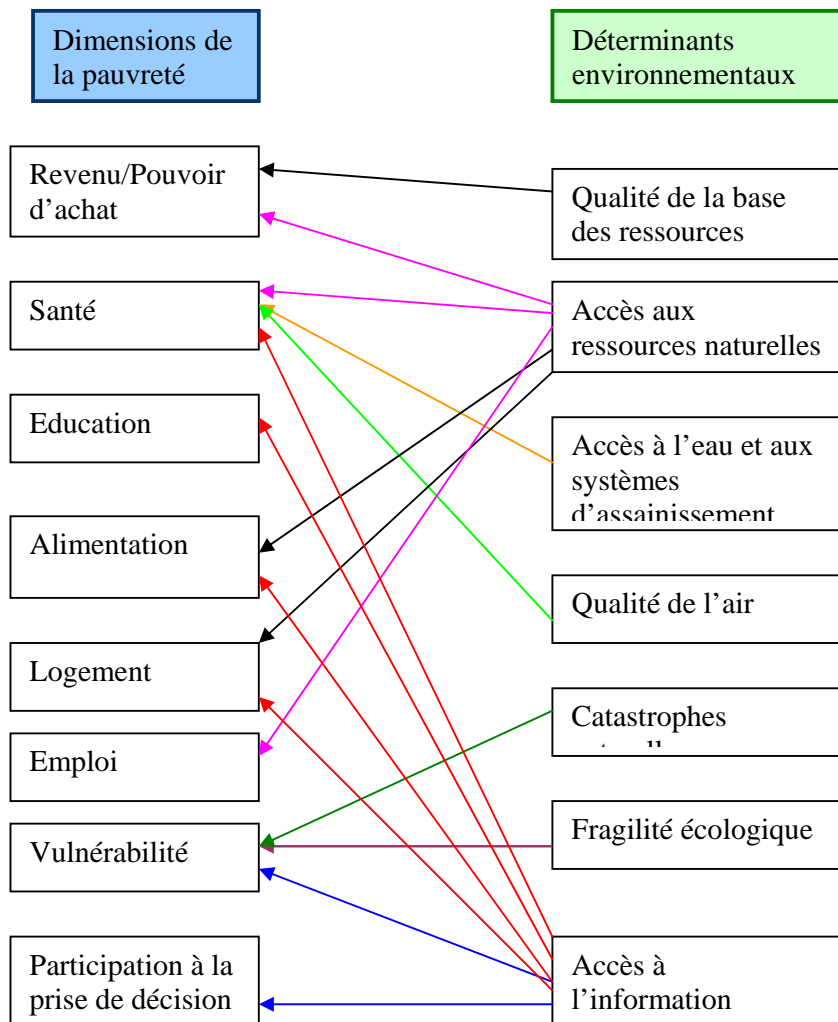 Dimensions de
la pauvreté
Déterminants
environnementaux
Revenu/Pouvoir
d’achat
Santé
Education
Alimentation
Logement
Emploi
Vulnérabilité
Participation à la
prise de décision
Qualité de la base
des ressources
Accès aux
ressources naturelles
Accès à l’eau et aux
systèmes
d’assainissement
Qualité de l’air
Catastrophes
Fragilité écologique
Accès à
l’information